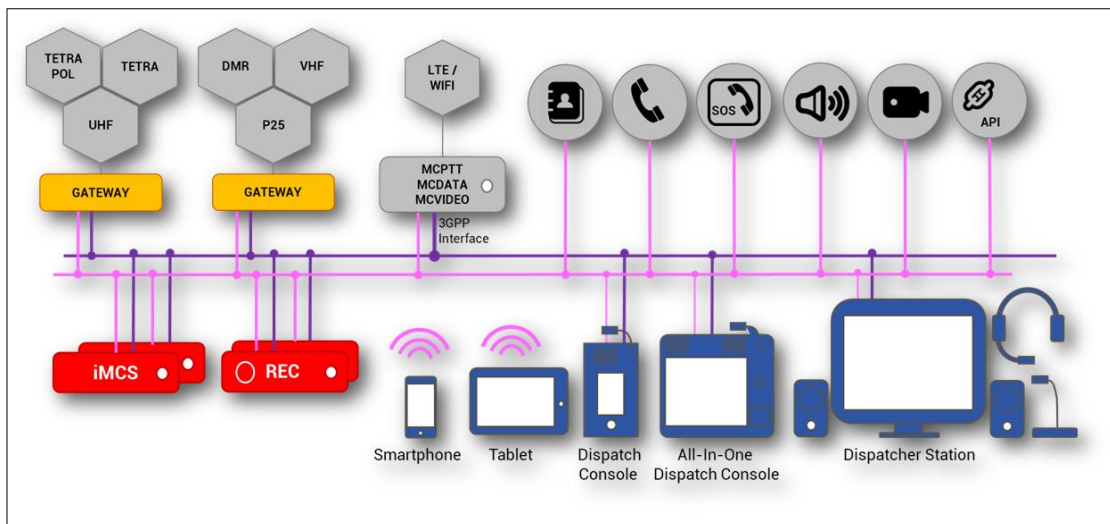 TETRA
POL
TETRA
UHF
DMR
VHF
P25
LTE /
WIFI
SOS
API
GATEWAY
GATEWAY
MCPTT
MCDATA
MCVIDEO
3GPP
Interface
iMCS
REC
Smartphone
Tablet
Dispatch
Console
All-In-One
Dispatch Console
Dispatcher Station